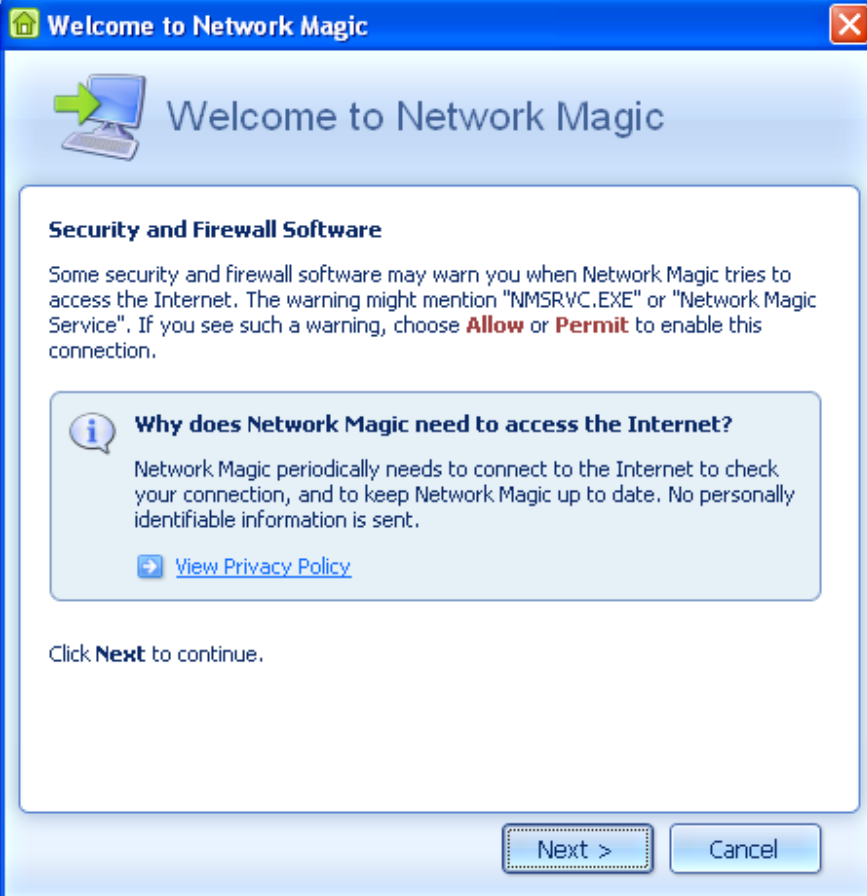 Welcome to Network Magic
Welcome to Network Magic
Security and Firewall Software
Some security and firewall software may warn you when Network Magic tries to
access the Internet. The warning might mention "NMSRVC.EXE" or "Network Magic
Service". If you see such a warning, choose Allow or Permit to enable this
connection.
Why does Network Magic need to access the Internet?
Network Magic periodically needs to connect to the Internet to check
your connection, and to keep Network Magic up to date. No personally
identifiable information is sent.
View Privacy Policy
Click Next to continue.
Next >
Cancel